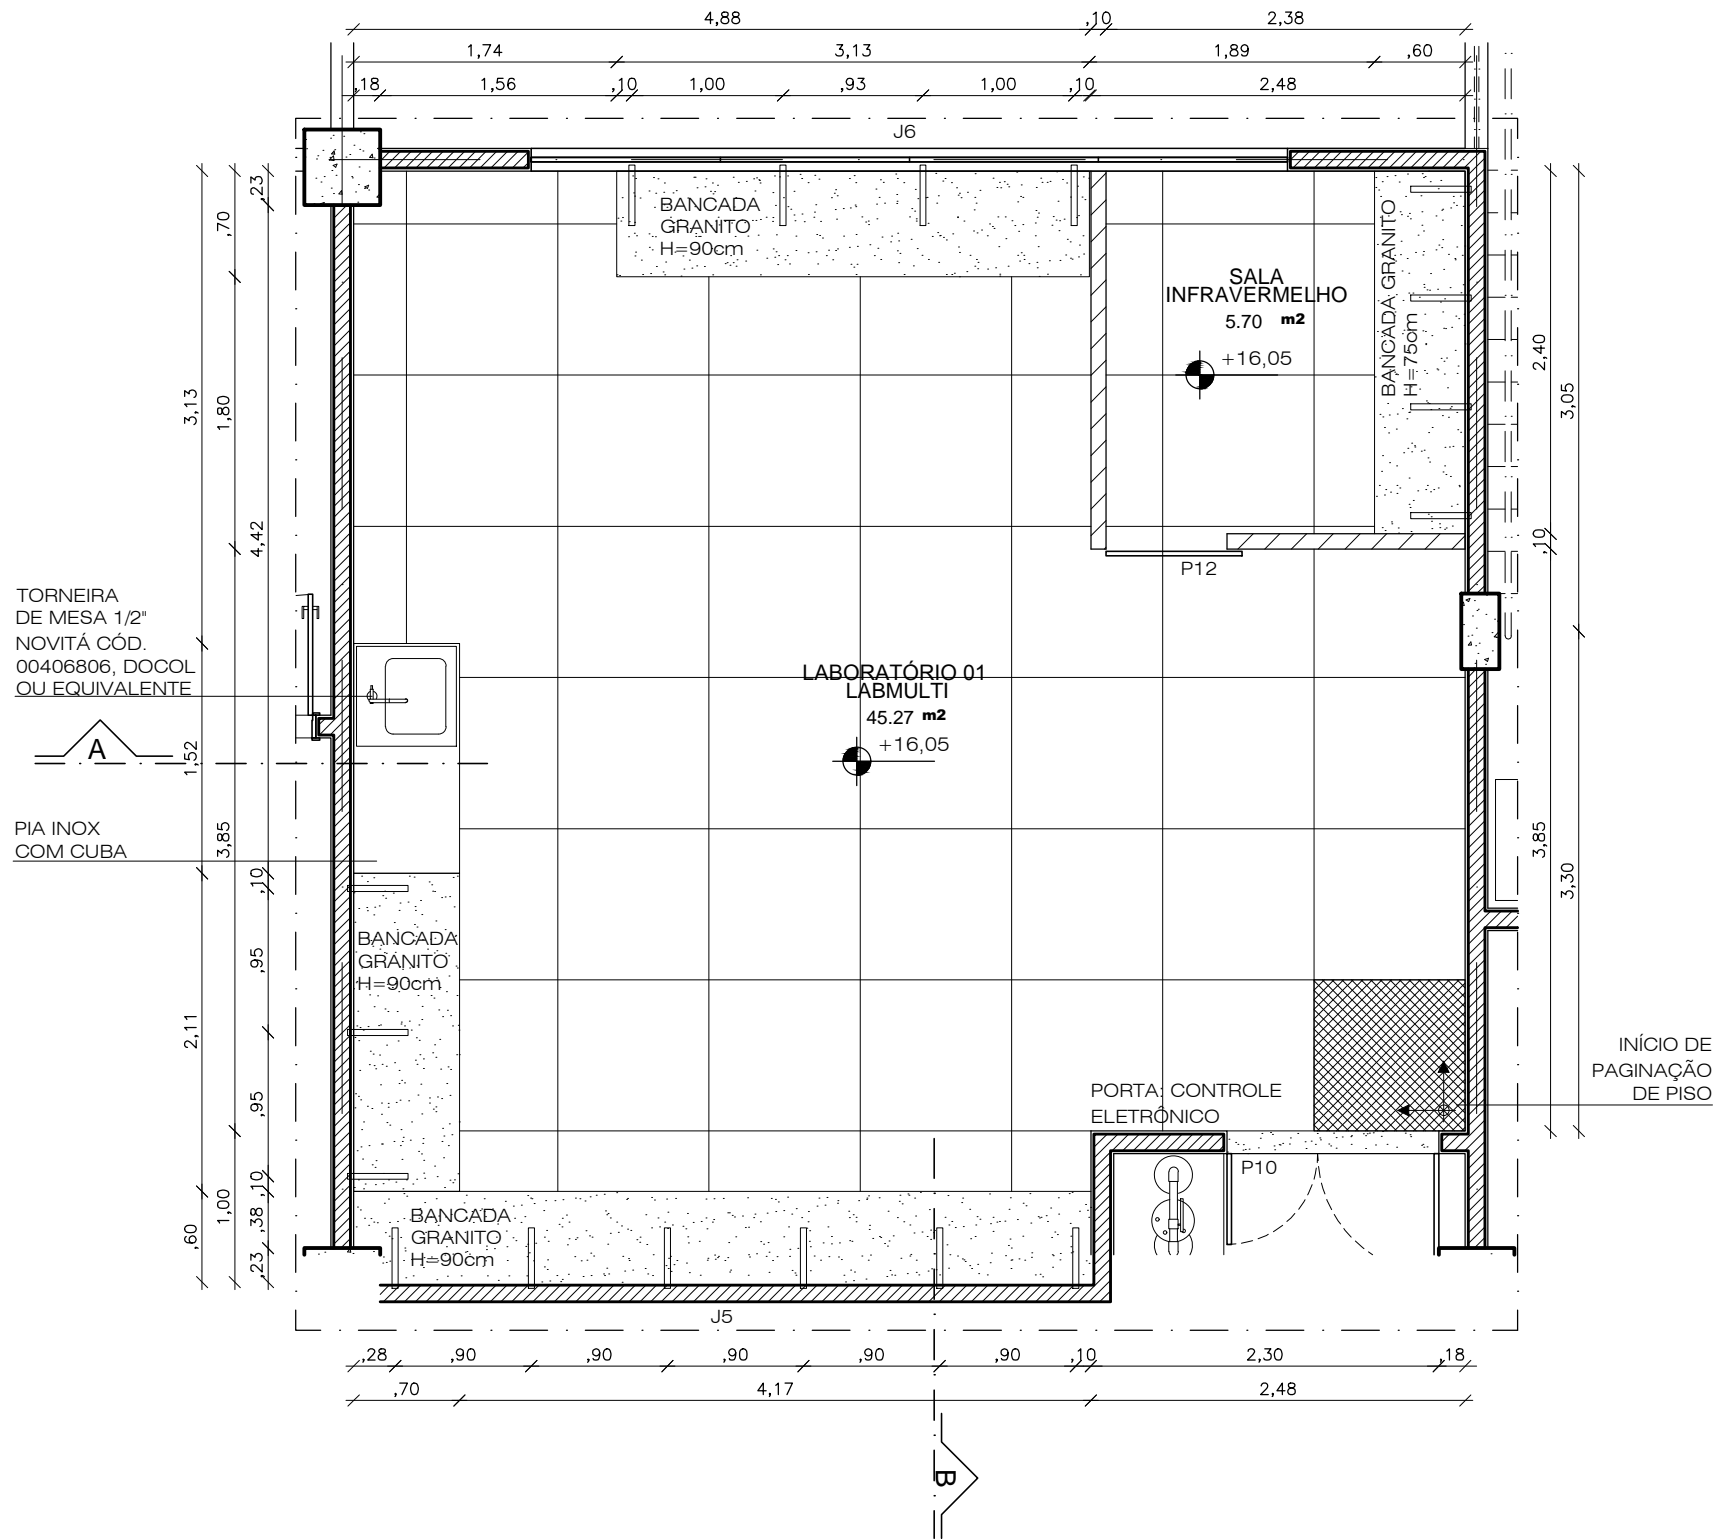 4,88
,10
2,38
1,74
3,13
1,89
,60
,18
1,56
,10
1,00
,93
1,00
,10
2,48
J6
,23
,70
3,13
1,80
4,42
1,52
3,85
,10
,95
2,11
,95
,10
1,00
,38
,60
,23
BANCADA
GRANITO
H=90cm
SALA
INFRAVERMELHO
5.70 m2
+16,05
BANCADA GRANITO
H=75cm
2,40
3,05
,10
3,85
3,30
P12
TORNEIRA
DE MESA 1/2"
NOVITÁ CÓD.
00406806, DOCOL
OU EQUIVALENTE
A
PIA INOX
COM CUBA
LABORATÓRIO 01
LABMULTI
45.27 m2
+16,05
BANCADA
GRANITO
H=90cm
INÍCIO DE
PAGINAÇÃO
DE PISO
PORTA: CONTROLE
ELETRÔNICO
P10
BANCADA
GRANITO
H=90cm
J5
,28
,90
,90
,90
,90
,90
,10
2,30
,18
,70
4,17
2,48
B